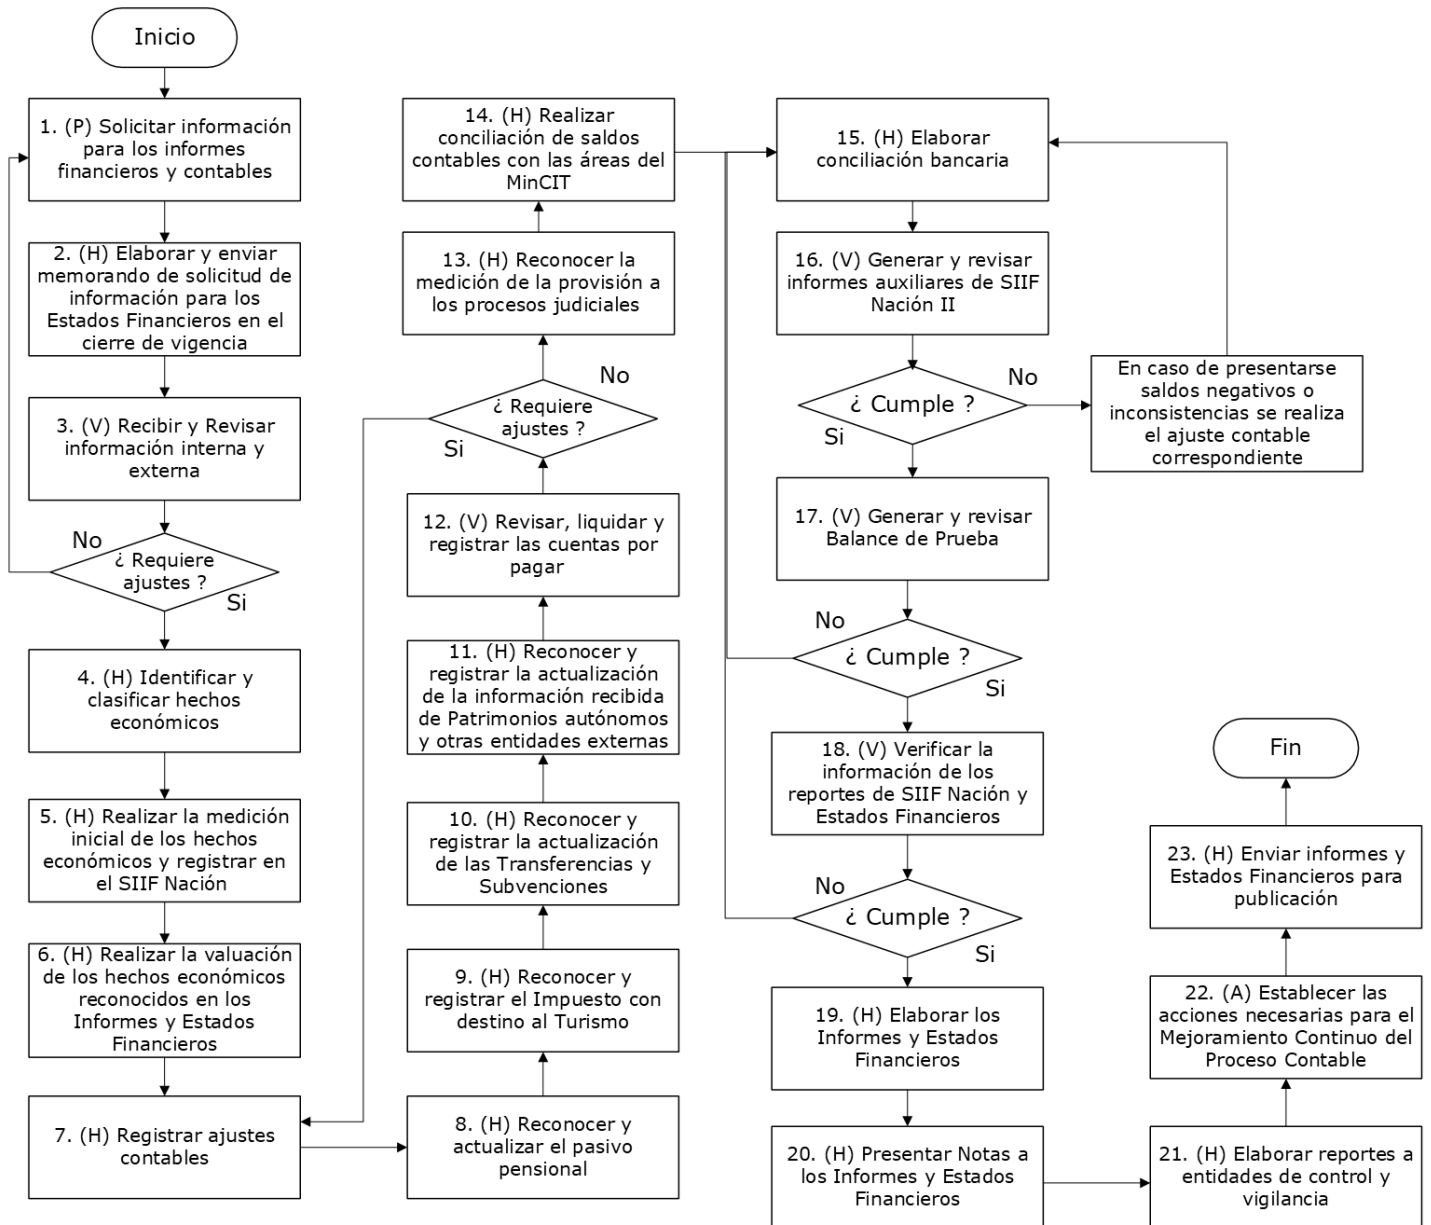 Inicio
1. (P) Solicitar información
para los informes
financieros y contables
2. (H) Elaborar y enviar
memorando de solicitud de
información para los
Estados Financieros en el
cierre de vigencia
3. (V) Recibir y Revisar
información interna y
externa
No
¿ Requiere
ajustes ?
Si
4. (H) Identificar y
clasificar hechos
económicos
5. (H) Realizar la medición
inicial de los hechos
económicos y registrar en
el SIIF Nación
6. (H) Realizar la valuación
de los hechos económicos
reconocidos en los
Informes y Estados
Financieros
7. (H) Registrar ajustes
contables
8. (H) Reconocer y
actualizar el pasivo
pensional
9. (H) Reconocer y
registrar el Impuesto con
destino al Turismo
10. (H) Reconocer y
registrar la actualización
de las Transferencias y
Subvenciones
11. (H) Reconocer y
registrar la actualización
de la información recibida
de Patrimonios autónomos
y otras entidades externas
12. (V) Revisar, liquidar y
registrar las cuentas por
pagar
No
¿ Requiere
ajustes ?
Si
13. (H) Reconocer la
medición de la provisión a
los procesos judiciales
14. (H) Realizar
conciliación de saldos
contables con las áreas del
MinCIT
15. (H) Elaborar
conciliación bancaria
16. (V) Generar y revisar
informes auxiliares de SIIF
Nación II
No
¿ Cumple ?
Si
En caso de presentarse
saldos negativos o
inconsistencias se realiza
el ajuste contable
correspondiente
17. (V) Generar y revisar
Balance de Prueba
No
¿ Cumple ?
Si
18. (V) Verificar la
información de los
reportes de SIIF Nación y
Estados Financieros
No
¿ Cumple ?
Si
19. (H) Elaborar los
Informes y Estados
Financieros
20. (H) Presentar Notas a
los Informes y Estados
Financieros
21. (H) Elaborar reportes a
entidades de control y
vigilancia
22. (A) Establecer las
acciones necesarias para el
Mejoramiento Continuo del
Proceso Contable
23. (H) Enviar informes y
Estados Financieros para
publicación
Fin